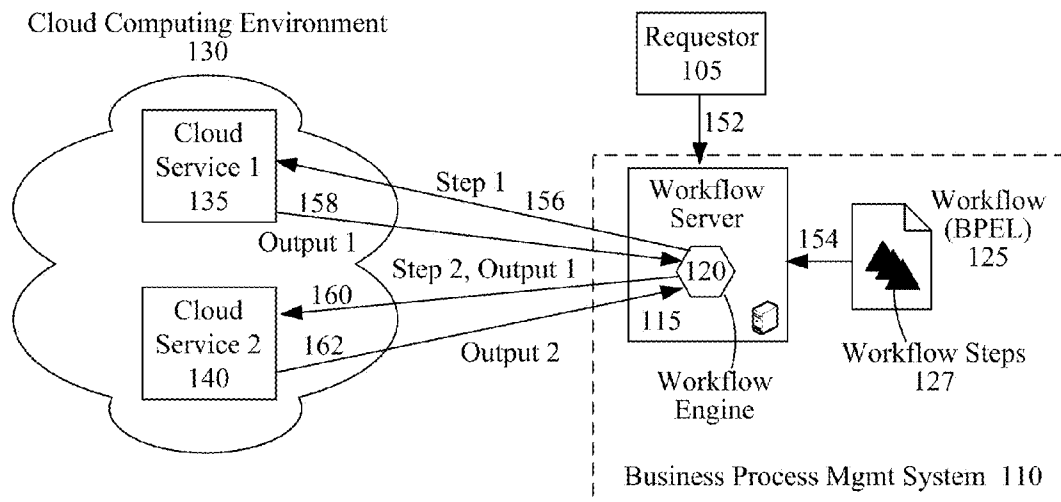 Cloud Computing Environment
130
Requestor
105
152
Cloud
Service 1
135
Step 1
156
158
Output 1
Workflow
Server
120
115
154
Workflow
(BPEL)
125
Step 2, Output 1
160
Cloud
Service 2
140
162
Output 2
Workflow
Engine
Workflow Steps
127
Business Process Mgmt System 110